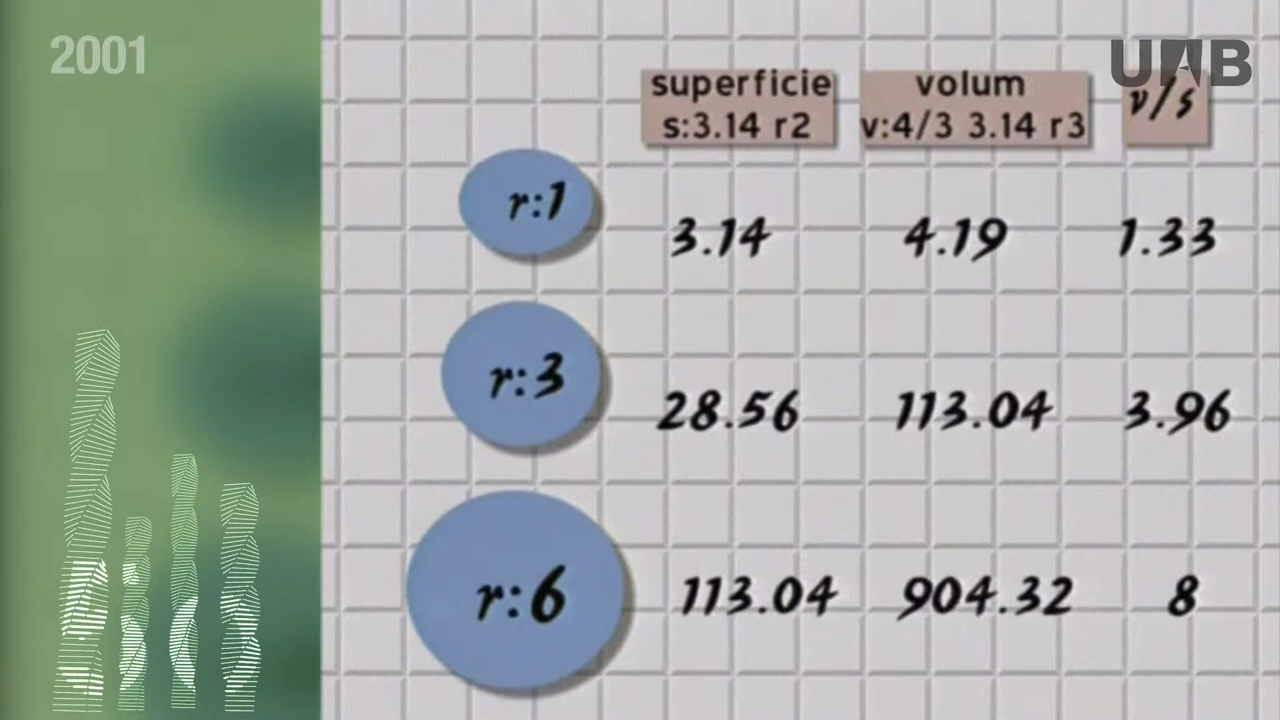 2001
UAB
superficie
s:3.14 r2
volum
v:4/3 3.14 r3
v/s
r:1
3.14
4.19
1.33
r:3
28.56
113.04
3.96
r:6
113.04
904.32
8